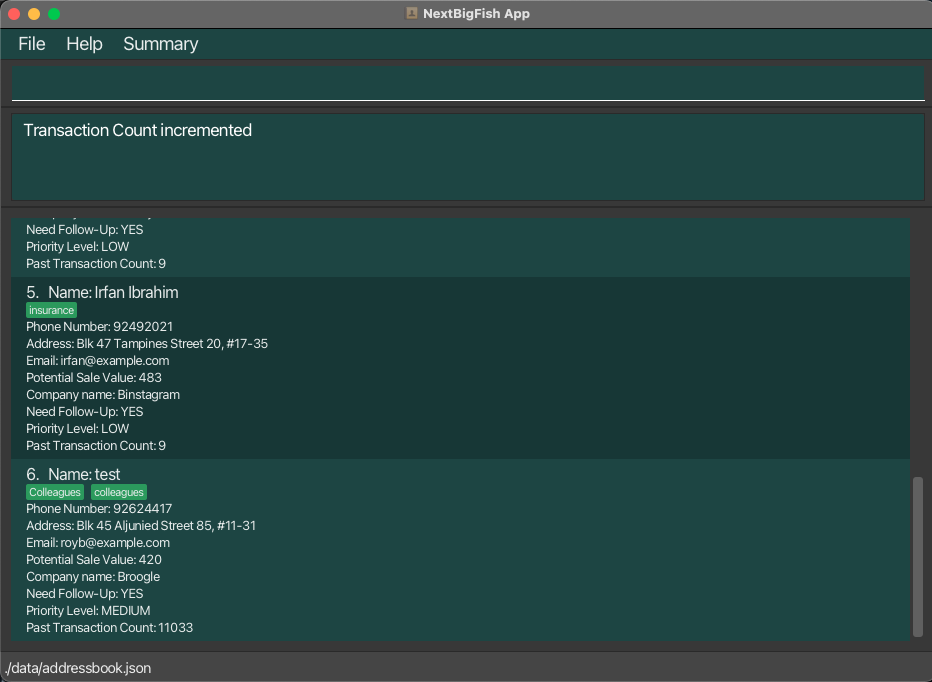 NextBigFish App
File Help Summary
Transaction Count incremented
Need Follow-Up: YES
Priority Level: LOW
Past Transaction Count: 9
5. Name: Irfan Ibrahim
insurance
Phone Number: 92492021
Address: Blk 47 Tampines Street 20, #17-35
Email: irfan@example.com
Potential Sale Value: 483
Company name: Binstagram
Need Follow-Up: YES
Priority Level: LOW
Past Transaction Count: 9
6. Name: test
Colleagues colleagues
Phone Number: 92624417
Address: Blk 45 Aljunied Street 85, #11-31
Email: royb@example.com
Potential Sale Value: 420
Company name: Broogle
Need Follow-Up: YES
Priority Level: MEDIUM
Past Transaction Count: 11033
./data/addressbook.json